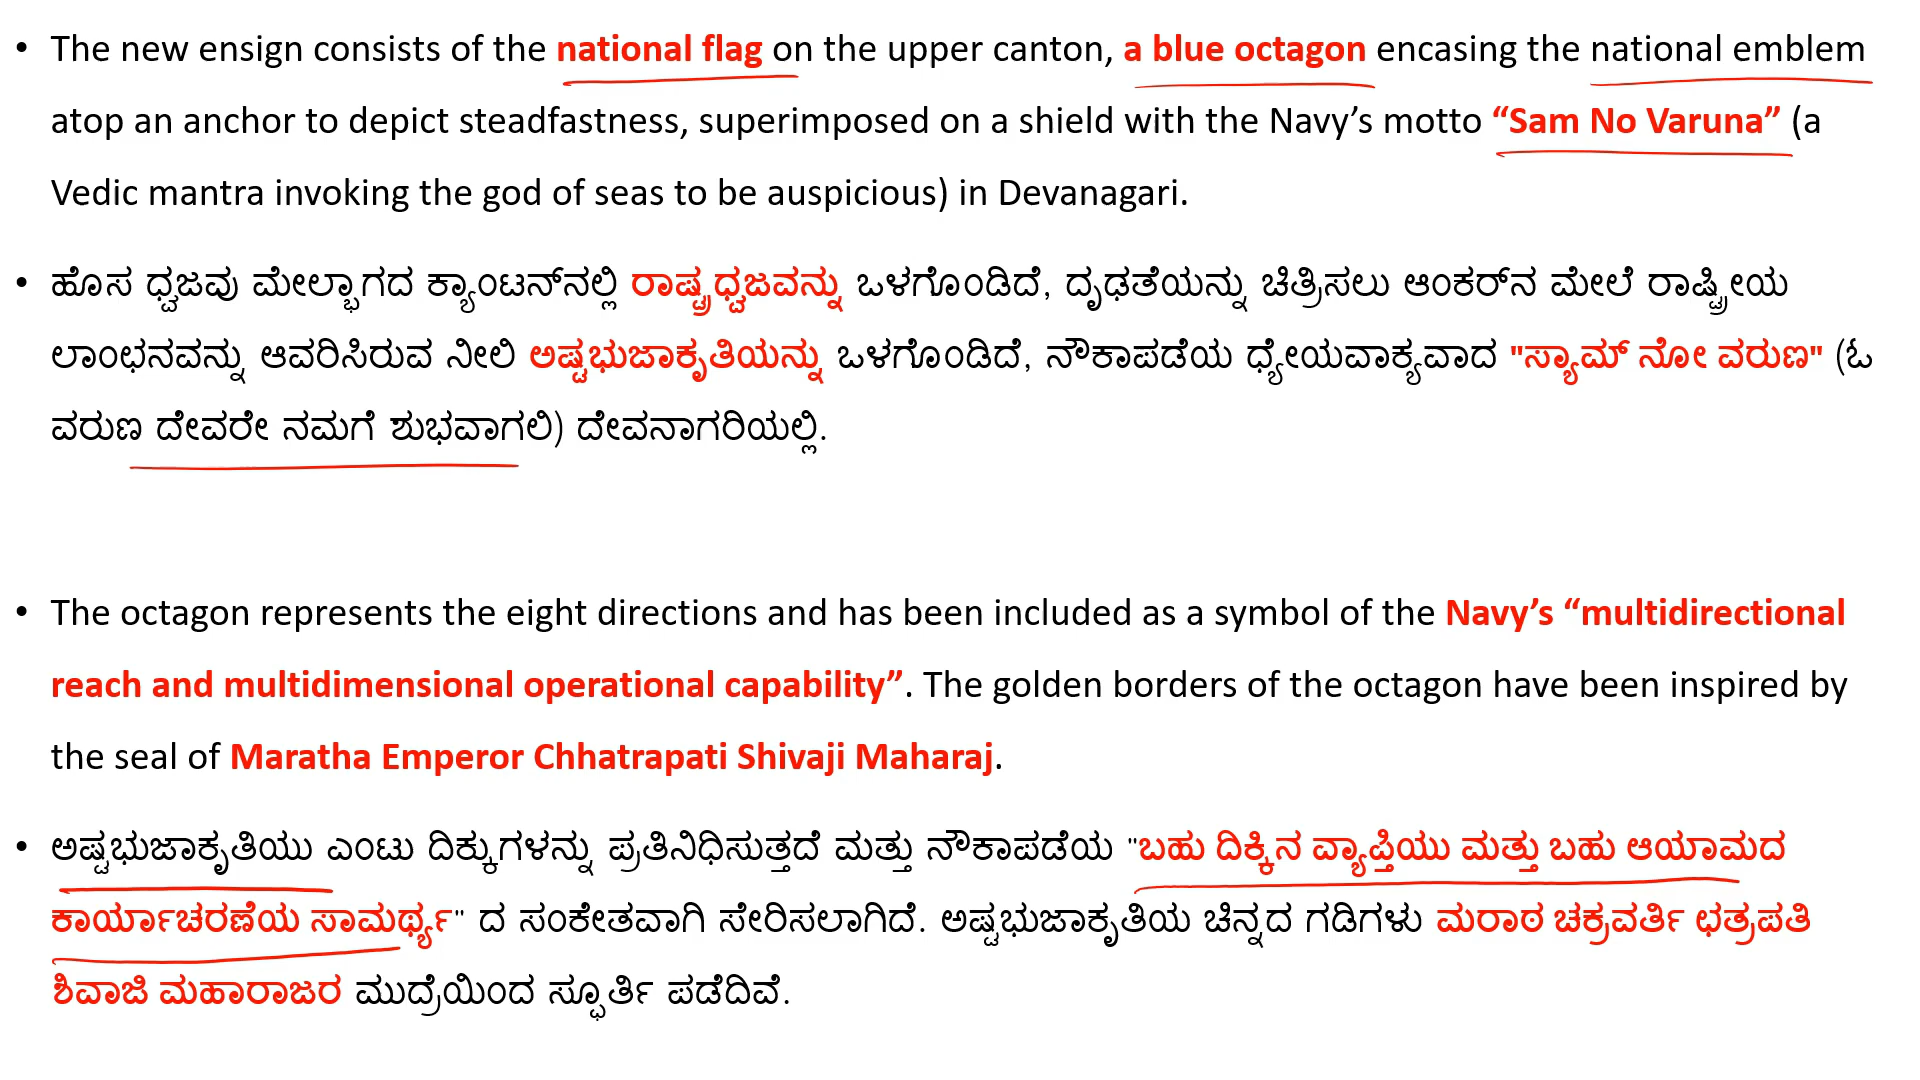 • The new ensign consists of the national flag on the upper canton, a blue octagon encasing the national emblem
atop an anchor to depict steadfastness, superimposed on a shield with the Navy’s motto “Sam No Varuna” (a
Vedic mantra invoking the god of seas to be auspicious) in Devanagari.
• ಹೊಸ ಧ್ವಜವು ಮೇಲ್ಭಾಗದ ಕ್ಯಾಂಟನ್‌ನಲ್ಲಿ ರಾಷ್ಟ್ರಧ್ವಜವನ್ನು ಒಳಗೊಂಡಿದೆ, ದೃಢತೆಯನ್ನು ಚಿತ್ರಿಸಲು ಆಂಕರ್‌ನ ಮೇಲೆ ರಾಷ್ಟ್ರೀಯ
ಲಾಂಛನವನ್ನು ಆವರಿಸಿರುವ ನೀಲಿ ಅಷ್ಟಭುಜಾಕೃತಿಯನ್ನು ಒಳಗೊಂಡಿದೆ, ನೌಕಾಪಡೆಯ ಧ್ಯೇಯವಾಕ್ಯವಾದ "ಸ್ಯಾಮ್ ನೋ ವರುಣ" (ಓ
ವರುಣ ದೇವರೇ ನಮಗೆ ಶುಭವಾಗಲಿ) ದೇವನಾಗರಿಯಲ್ಲಿ.
• The octagon represents the eight directions and has been included as a symbol of the Navy’s “multidirectional
reach and multidimensional operational capability”. The golden borders of the octagon have been inspired by
the seal of Maratha Emperor Chhatrapati Shivaji Maharaj.
• ಅಷ್ಟಭುಜಾಕೃತಿಯು ಎಂಟು ದಿಕ್ಕುಗಳನ್ನು ಪ್ರತಿನಿಧಿಸುತ್ತದೆ ಮತ್ತು ನೌಕಾಪಡೆಯ "ಬಹು ದಿಕ್ಕಿನ ವ್ಯಾಪ್ತಿಯು ಮತ್ತು ಬಹು ಆಯಾಮದ
ಕಾರ್ಯಾಚರಣೆಯ ಸಾಮರ್ಥ್ಯ" ದ ಸಂಕೇತವಾಗಿ ಸೇರಿಸಲಾಗಿದೆ. ಅಷ್ಟಭುಜಾಕೃತಿಯ ಚಿನ್ನದ ಗಡಿಗಳು ಮರಾಠ ಚಕ್ರವರ್ತಿ ಛತ್ರಪತಿ
ಶಿವಾಜಿ ಮಹಾರಾಜರ ಮುದ್ರೆಯಿಂದ ಸ್ಫೂರ್ತಿ ಪಡೆದಿವೆ.